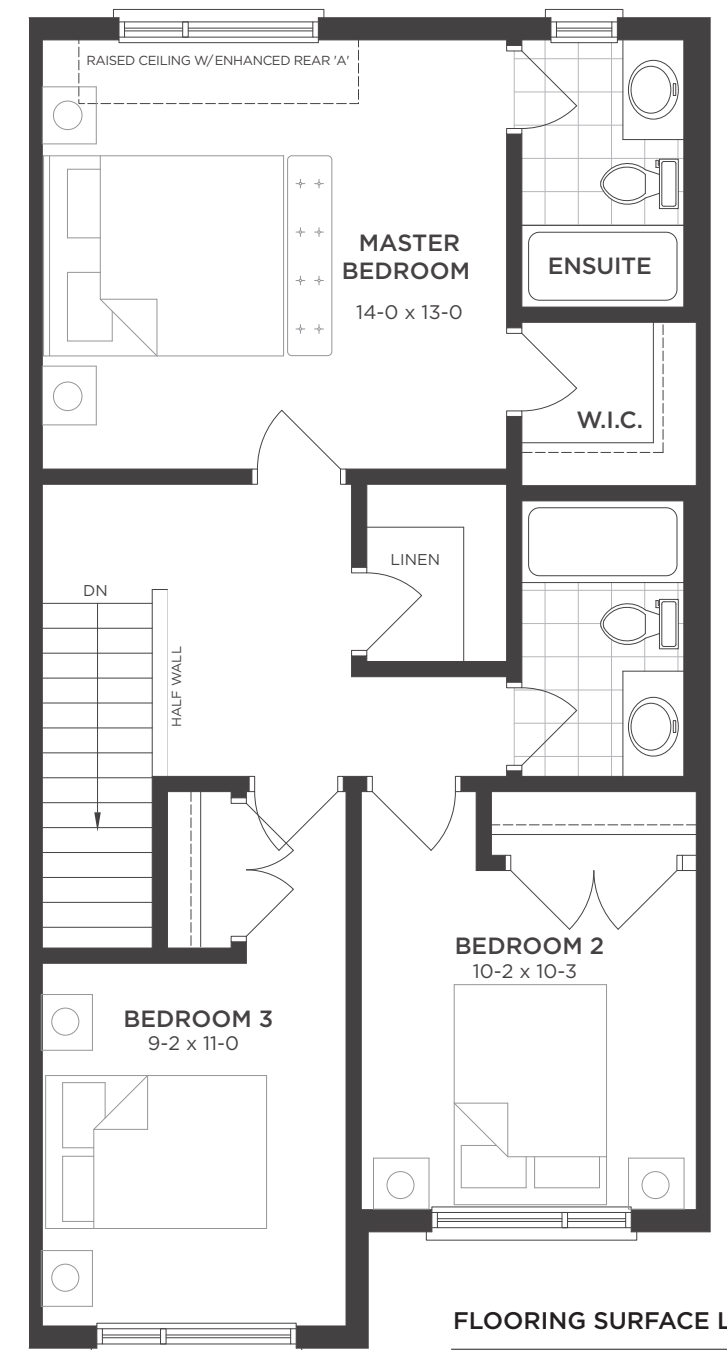 RAISED CEILING W/ENHANCED REAR 'A'
MASTER
BEDROOM
14-0 x 13-0
ENSUITE
W.I.C.
LINEN
DN
HALF WALL
BEDROOM 2
10-2 x 10-3
BEDROOM 3
9-2 x 11-0
FLOORING SURFACE L